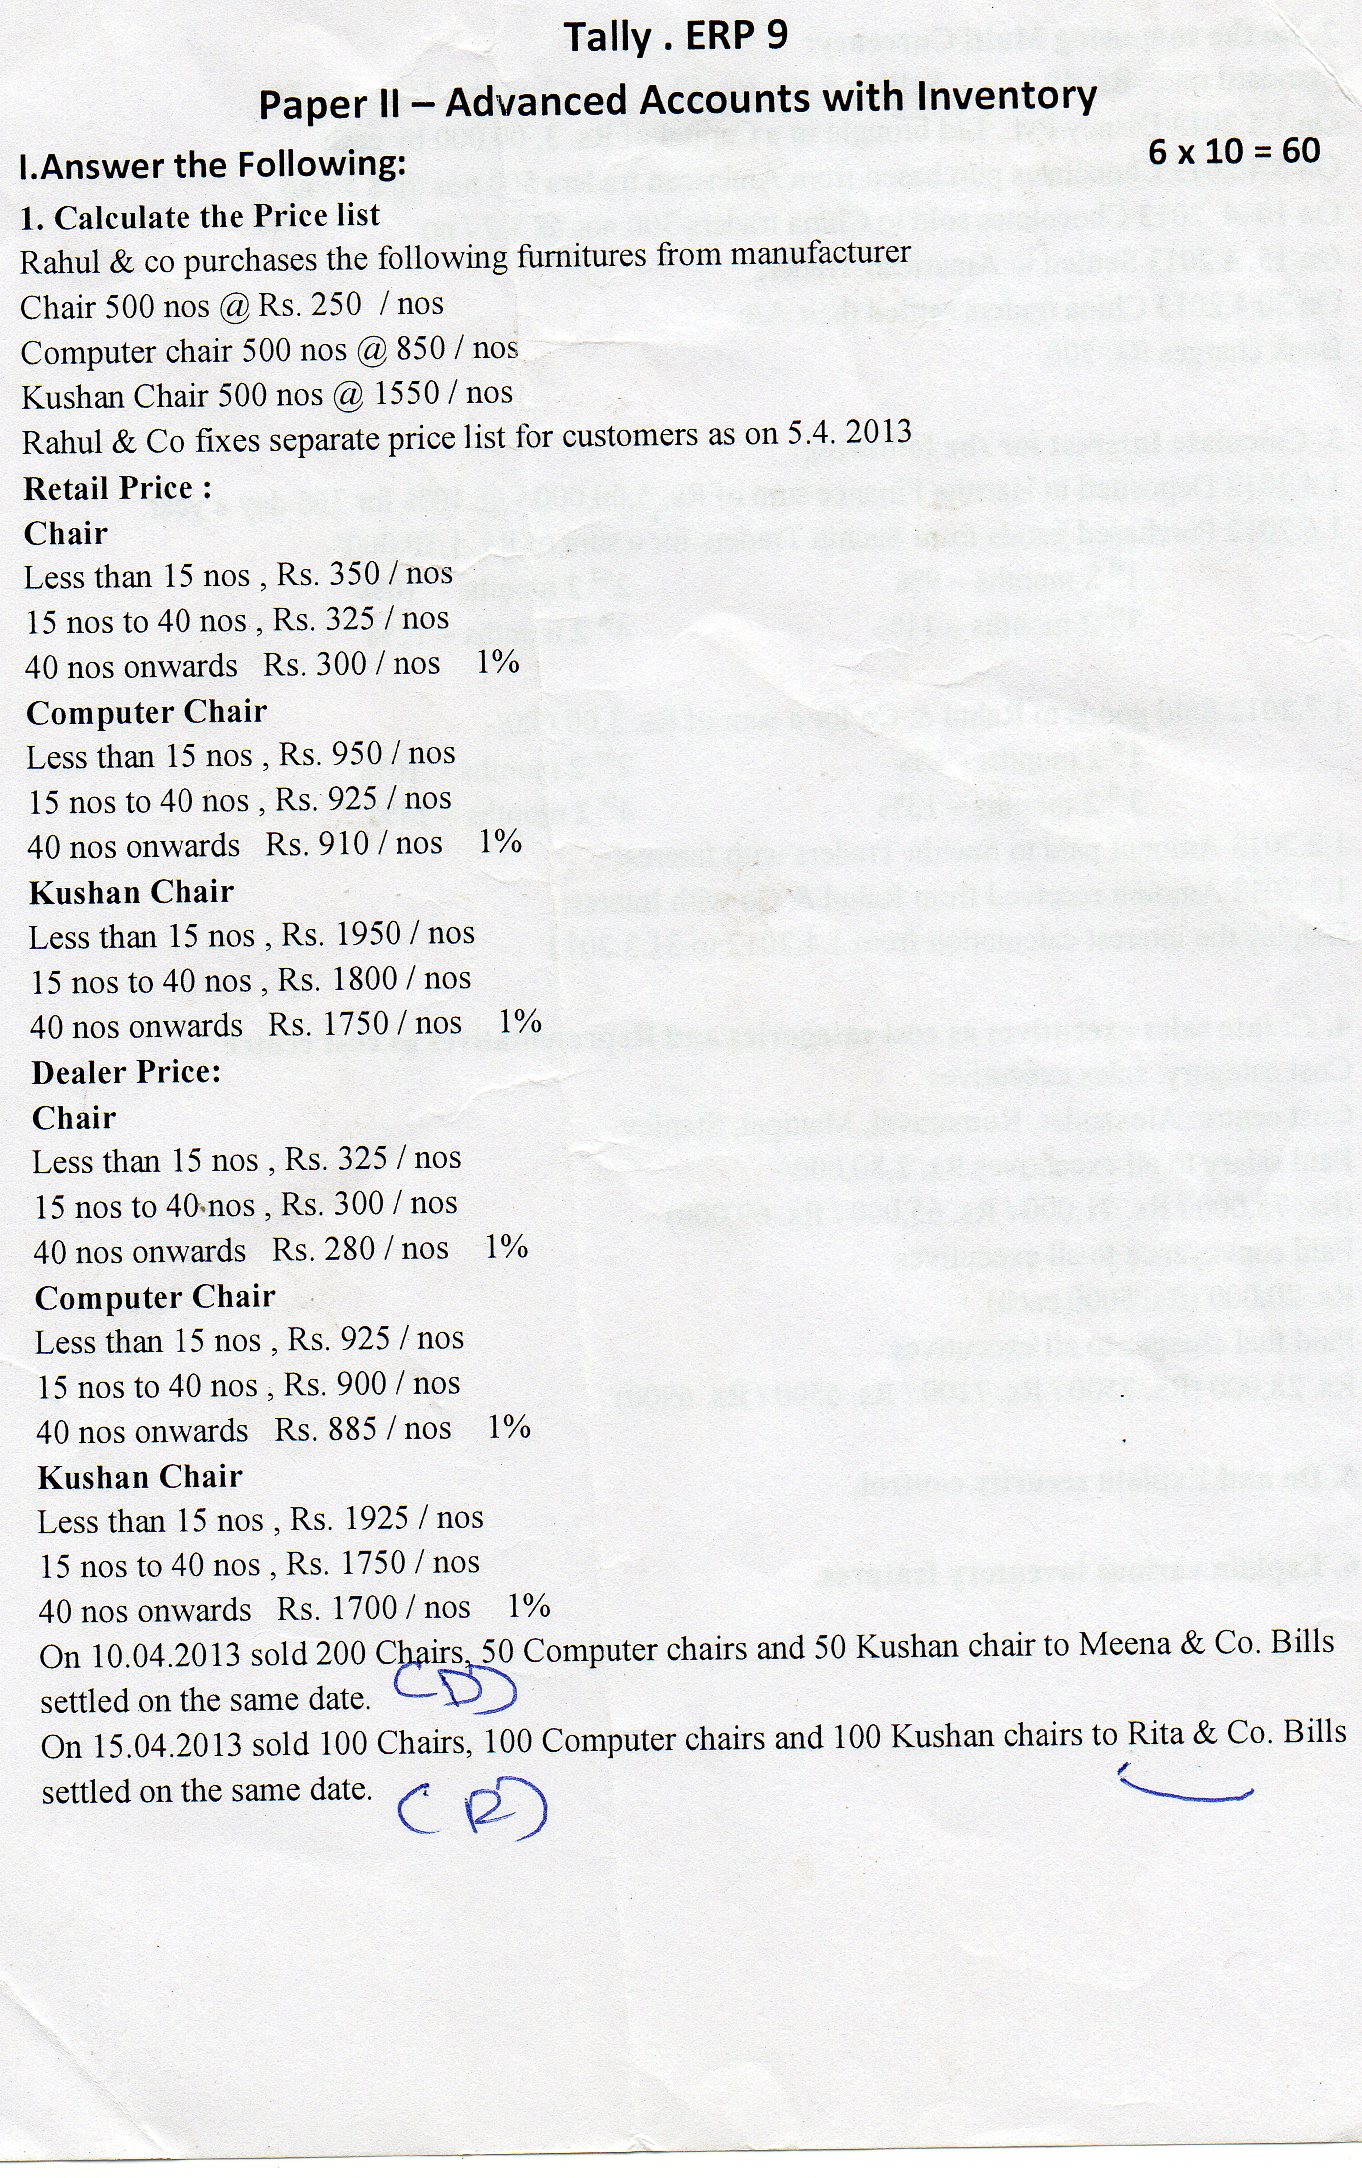 Tally . ERP 9
Paper II – Advanced Accounts with Inventory
I.Answer the Following:
6 x 10 = 60
1. Calculate the Price list
Rahul & co purchases the following furnitures from manufacturer
Chair 500 nos @ Rs. 250 / nos
Computer chair 500 nos @ 850 / nos
Kushan Chair 500 nos @ 1550 / nos
Rahul & Co fixes separate price list for customers as on 5.4. 2013
Retail Price :
Chair
Less than 15 nos , Rs. 350 / nos
15 nos to 40 nos , Rs. 325 / nos
40 nos onwards Rs. 300 / nos 1%
Computer Chair
Less than 15 nos , Rs. 950 / nos
15 nos to 40 nos , Rs. 925 / nos
40 nos onwards Rs. 910 / nos 1%
Kushan Chair
Less than 15 nos , Rs. 1950 / nos
15 nos to 40 nos , Rs. 1800 / nos
40 nos onwards Rs. 1750 / nos 1%
Dealer Price:
Chair
Less than 15 nos , Rs. 325 / nos
15 nos to 40 nos , Rs. 300 / nos
40 nos onwards Rs. 280 / nos 1%
Computer Chair
Less than 15 nos , Rs. 925 / nos
15 nos to 40 nos , Rs. 900 / nos
40 nos onwards Rs. 885 / nos 1%
Kushan Chair
Less than 15 nos , Rs. 1925 / nos
15 nos to 40 nos , Rs. 1750 / nos
40 nos onwards Rs. 1700 / nos 1%
On 10.04.2013 sold 200 Chairs, 50 Computer chairs and 50 Kushan chair to Meena & Co. Bills
settled on the same date. (D)
On 15.04.2013 sold 100 Chairs, 100 Computer chairs and 100 Kushan chairs to Rita & Co. Bills
settled on the same date. (R)